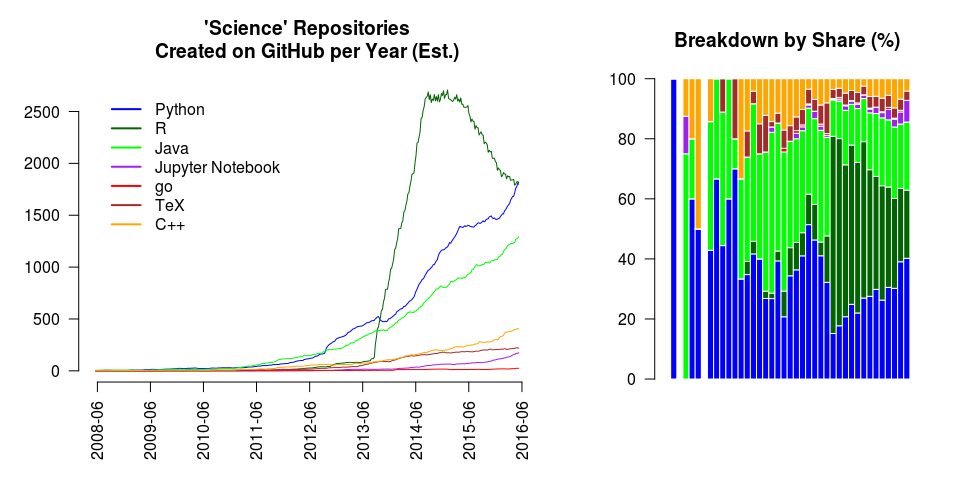 'Science' Repositories
Created on GitHub per Year (Est.)
Python
R
Java
Jupyter Notebook
go
TeX
C++
2500
2000
1500
1000
500
0
2008-06
2009-06
2010-06
2011-06
2012-06
2013-06
2014-06
2015-06
2016-06
Breakdown by Share (%)
100
80
60
40
20
0